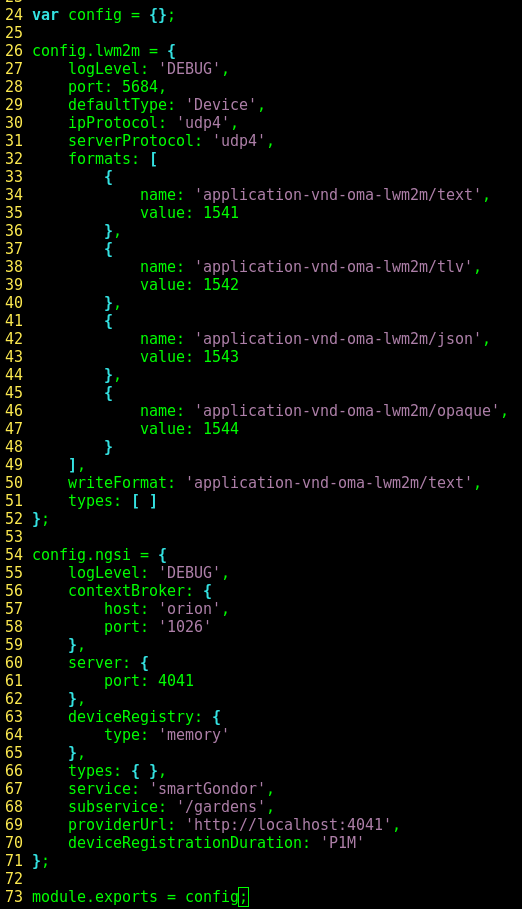 24 var config = {};
25
26 config.lwm2m = {
27     logLevel: 'DEBUG',
28     port: 5684,
29     defaultType: 'Device',
30     ipProtocol: 'udp4',
31     serverProtocol: 'udp4',
32     formats: [
33         {
34             name: 'application-vnd-oma-lwm2m/text',
35             value: 1541
36         },
37         {
38             name: 'application-vnd-oma-lwm2m/tlv',
39             value: 1542
40         },
41         {
42             name: 'application-vnd-oma-lwm2m/json',
43             value: 1543
44         },
45         {
46             name: 'application-vnd-oma-lwm2m/opaque',
47             value: 1544
48         }
49     ],
50     writeFormat: 'application-vnd-oma-lwm2m/text',
51     types: [ ]
52 };
53
54 config.ngsi = {
55     logLevel: 'DEBUG',
56     contextBroker: {
57         host: 'orion',
58         port: '1026'
59     },
60     server: {
61         port: 4041
62     },
63     deviceRegistry: {
64         type: 'memory'
65     },
66     types: { },
67     service: 'smartGondor',
68     subservice: '/gardens',
69     providerUrl: 'http://localhost:4041',
70     deviceRegistrationDuration: 'P1M'
71 };
72
73 module.exports = config;